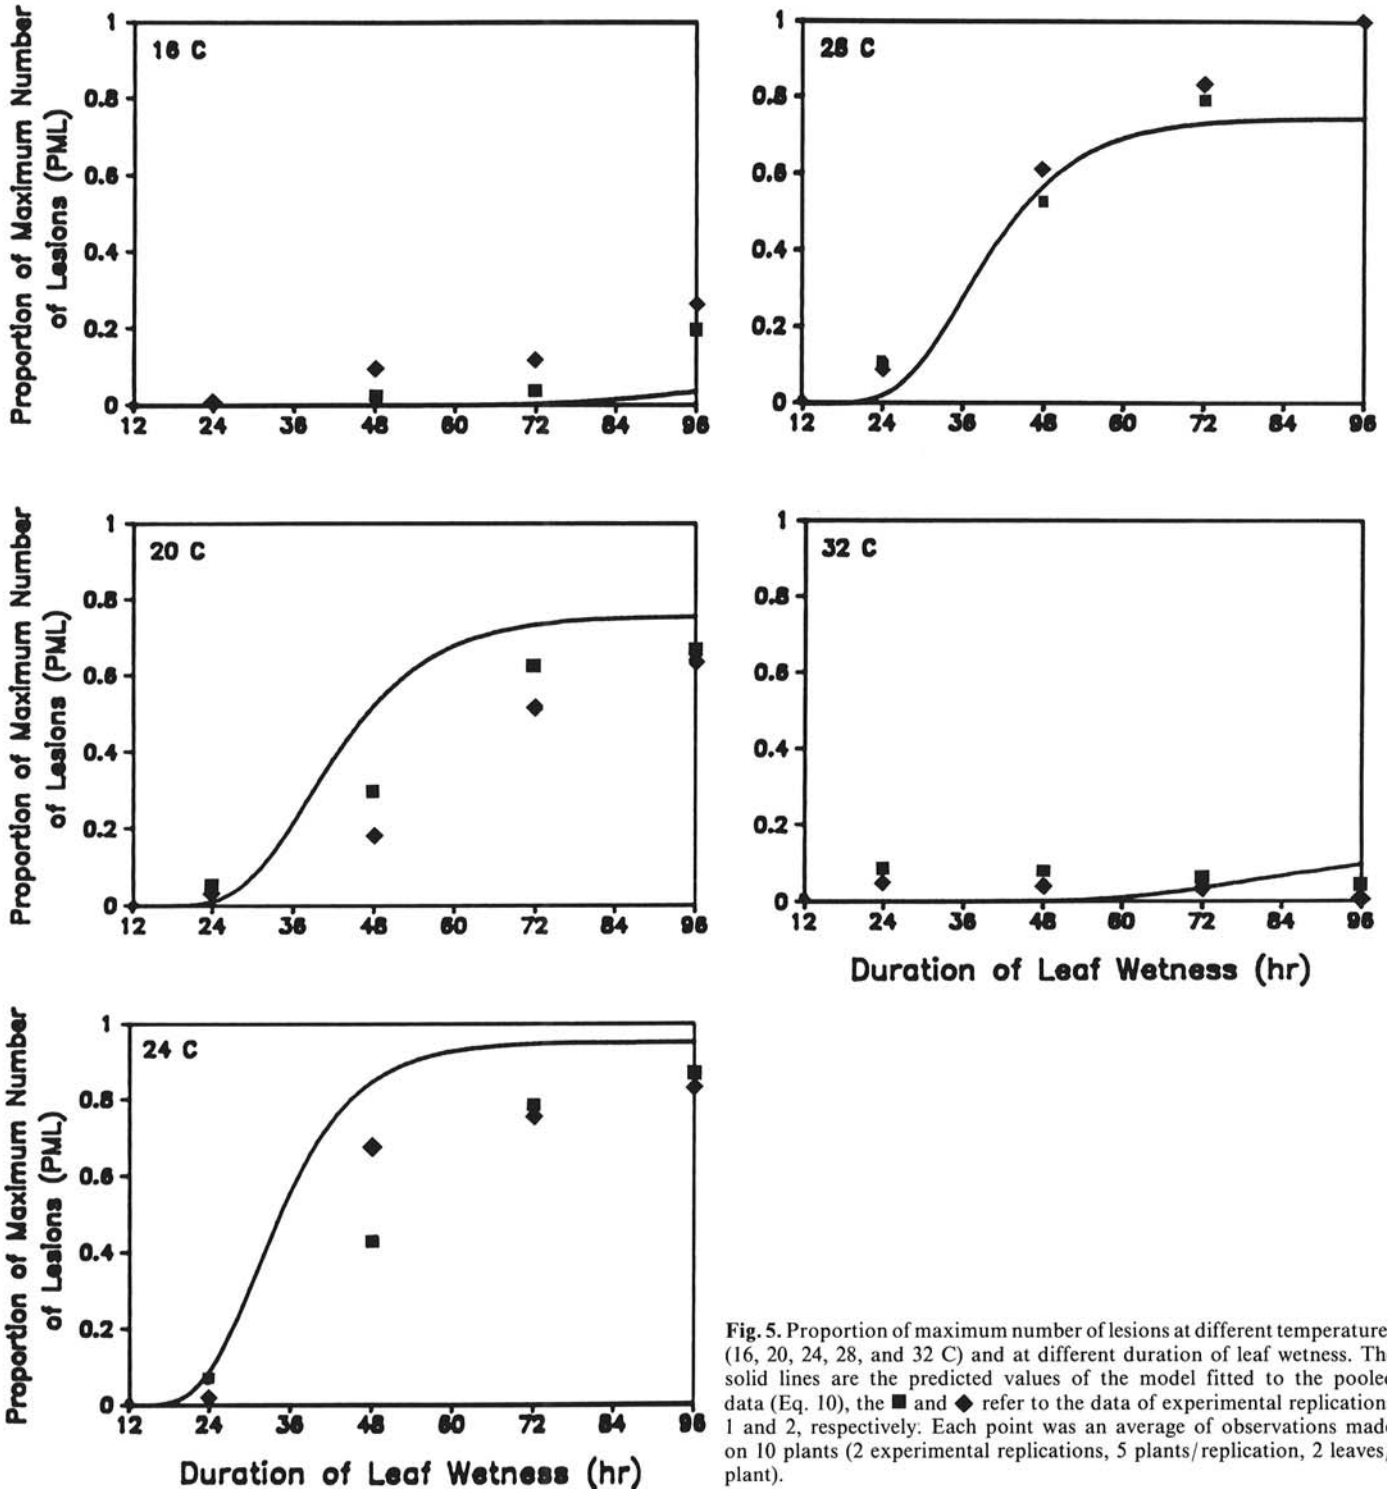 Proportion of Maximum Number
of Lesions (PML)
16 C
1
0.8
0.6
0.4
0.2
0
12 24 36 48 60 72 84 96
28 C
1
0.8
0.6
0.4
0.2
0
12 24 36 48 60 72 84 96
Proportion of Maximum Number
of Lesions (PML)
20 C
1
0.8
0.6
0.4
0.2
0
12 24 36 48 60 72 84 96
32 C
1
0.8
0.6
0.4
0.2
0
12 24 36 48 60 72 84 96
Duration of Leaf Wetness (hr)
Proportion of Maximum Number
of Lesions (PML)
24 C
1
0.8
0.6
0.4
0.2
0
12 24 36 48 60 72 84 96
Duration of Leaf Wetness (hr)
Fig. 5. Proportion of maximum number of lesions at different temperature
(16, 20, 24, 28, and 32 C) and at different duration of leaf wetness. Th
solid lines are the predicted values of the model fitted to the poole
data (Eq. 10), the ■ and ◆ refer to the data of experimental replication
1 and 2, respectively. Each point was an average of observations mad
on 10 plants (2 experimental replications, 5 plants/replication, 2 leaves/
plant).